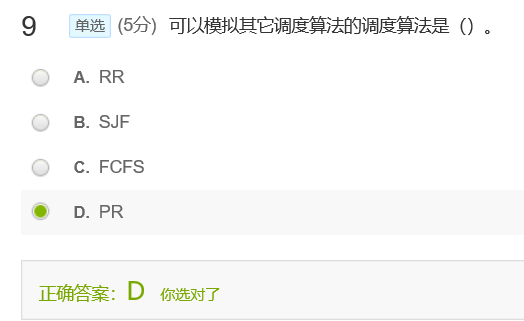 9 单选 (5分) 可以模拟其它调度算法的调度算法是（）。
A. RR
B. SJF
C. FCFS
D. PR
正确答案：D 你选对了